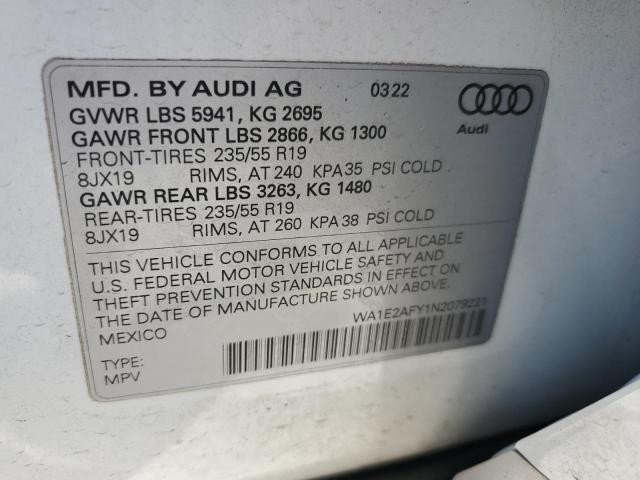 MFD. BY AUDI AG 03 22
GVWR LBS 5941, KG 2695
GAWR FRONT LBS 2866, KG 1300
FRONT-TIRES 235/55 R19
8JX19 RIMS, AT 240 KPA 35 PSI COLD
GAWR REAR LBS 3263, KG 1480
REAR-TIRES 235/55 R19
8JX19 RIMS, AT 260 KPA 38 PSI COLD
Audi
THIS VEHICLE CONFORMS TO ALL APPLICABLE
U.S. FEDERAL MOTOR VEHICLE SAFETY AND
THEFT PREVENTION STANDARDS IN EFFECT ON
THE DATE OF MANUFACTURE SHOWN ABOVE.
MEXICO
WA1E2AFY1N2079221
TYPE:
MPV